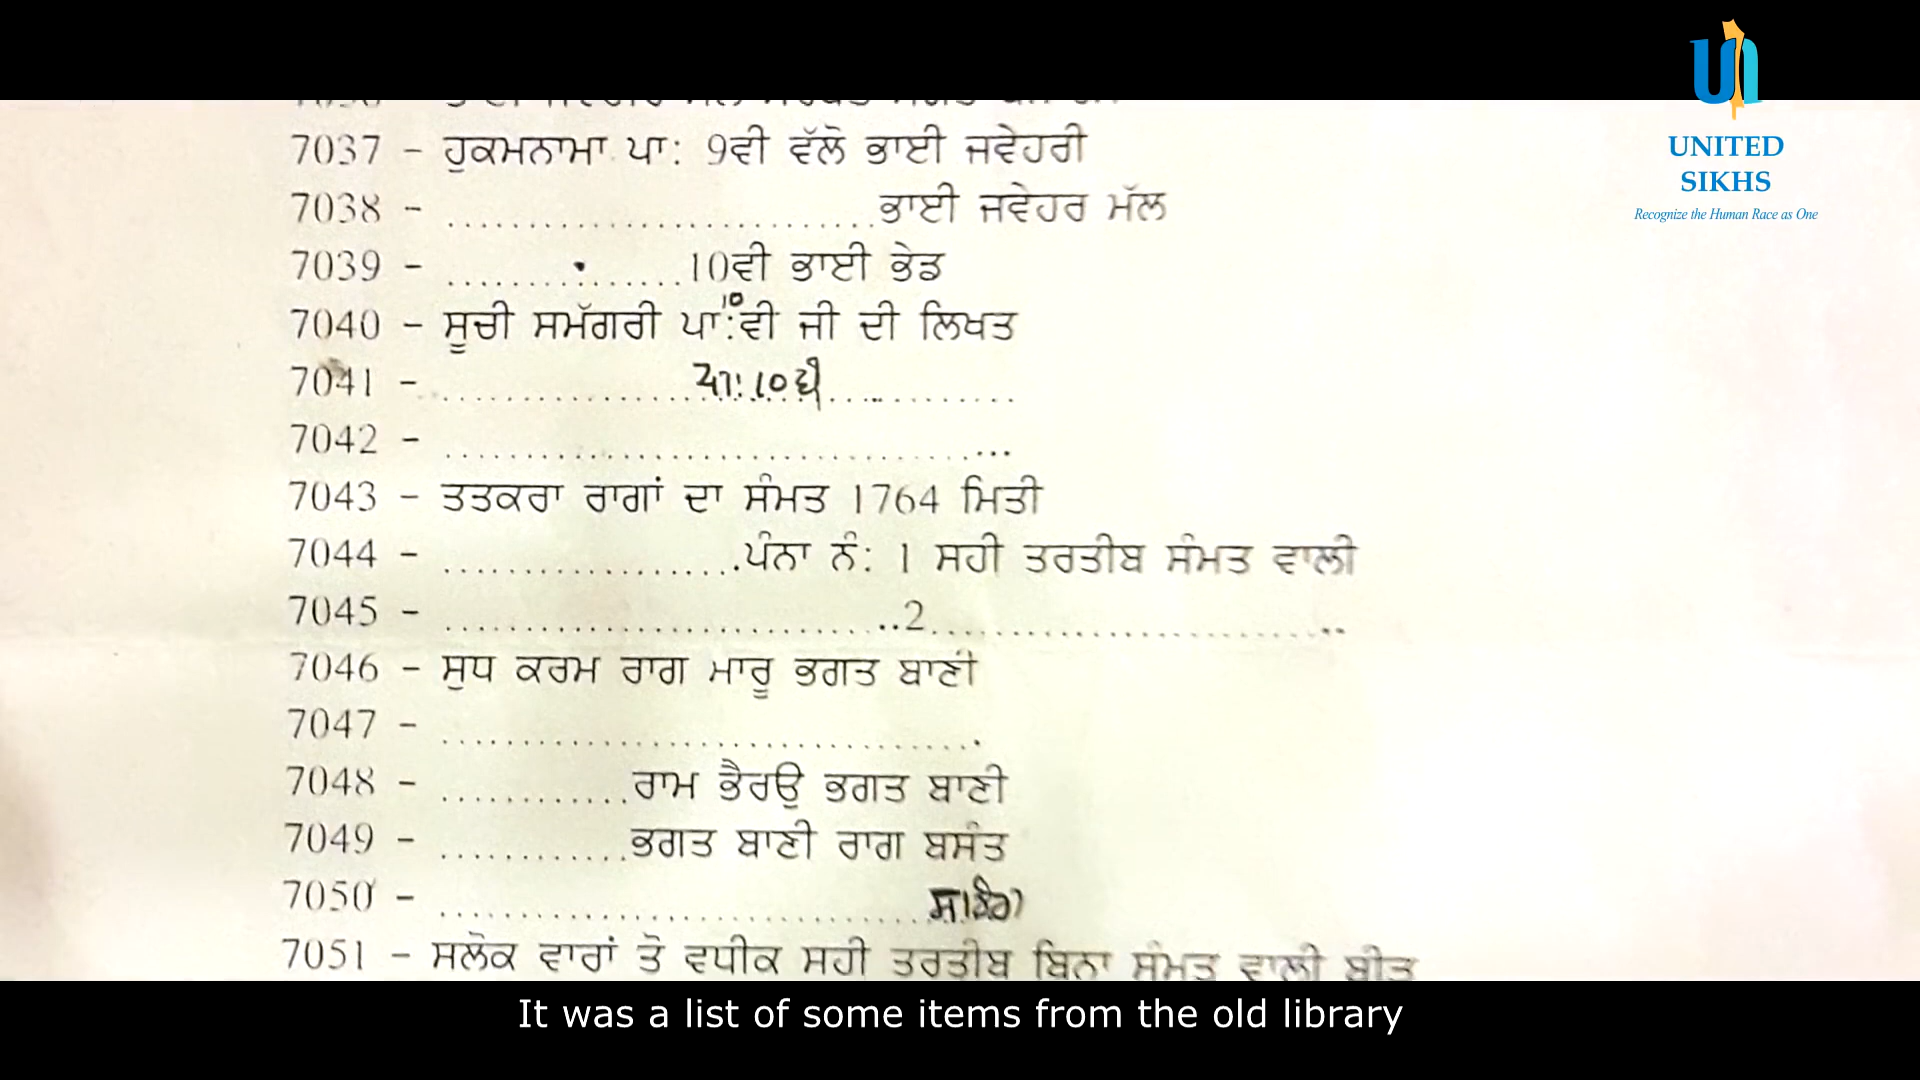 UNITED
SIKHS
Recognize the Human Race as One
7037 - ਹੁਕਮਨਾਮਾ ਪਾ: 9ਵੀ ਵੱਲੋ ਭਾਈ ਜਵੇਹਰੀ
7038 - ...........................ਭਾਈ ਜਵੇਹਰ ਮੱਲ
7039 - ...............10ਵੀ ਭਾਈ ਭੇਡ
7040 - ਸੂਚੀ ਸਮੱਗਰੀ ਪਾ:10ਵੀ ਜੀ ਦੀ ਲਿਖਤ
7041 - ................ਪਾ: 10 ............
7042 - ...................................
7043 - ਤਤਕਰਾ ਰਾਗਾਂ ਦਾ ਸੰਮਤ 1764 ਮਿਤੀ
7044 - ...................ਪੰਨਾ ਨੰ: 1 ਸਹੀ ਤਰਤੀਬ ਸੰਮਤ ਵਾਲੀ
7045 - .............................2..........................
7046 - ਸੁਧ ਕਰਮ ਰਾਗ ਮਾਰੂ ਭਗਤ ਬਾਣੀ
7047 - ..................................
7048 - ............ਰਾਮ ਭੈਰਉ ਭਗਤ ਬਾਣੀ
7049 - ............ਭਗਤ ਬਾਣੀ ਰਾਗ ਬਸੰਤ
7050 - ...............................
7051 - ਸਲੋਕ ਵਾਰਾਂ ਤੋ ਵਧੀਕ ਸਹੀ ਤਰਤੀਬ ਬਿਨਾ ਸੰਮਤ ਵਾਲੀ ਬੀੜ
It was a list of some items from the old library